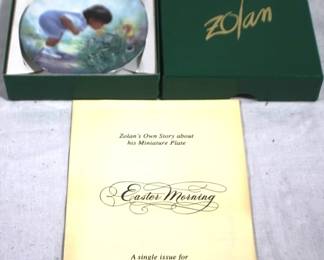 Zolan
Zolan's Own Story about
his Miniature Plate
Easter Morning
A single issue for